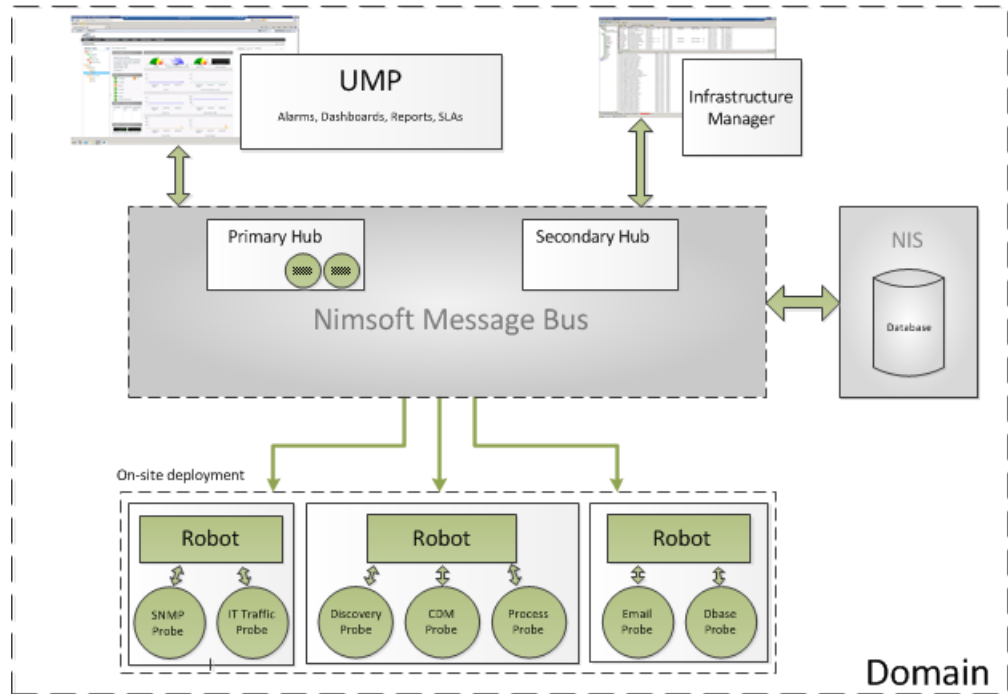 UMP
Alarms, Dashboards, Reports, SLAs
Infrastructure
Manager
Primary Hub
Secondary Hub
Nimsoft Message Bus
NIS
Database
On-site deployment
Robot
Robot
Robot
SNMP
Probe
IT Traffic
Probe
Discovery
Probe
CDM
Probe
Process
Probe
Email
Probe
Dbase
Probe
Domain